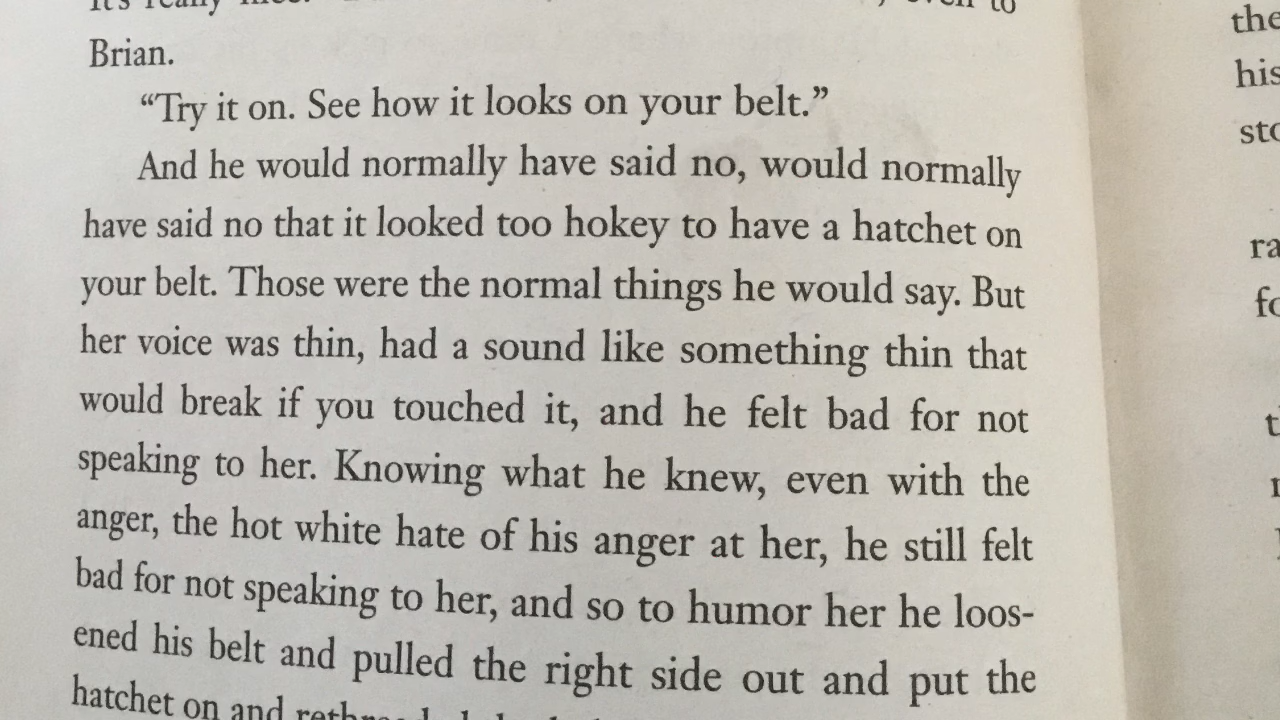 It's really nice." to
Brian.
"Try it on. See how it looks on your belt."
And he would normally have said no, would normally
have said no that it looked too hokey to have a hatchet on
your belt. Those were the normal things he would say. But
her voice was thin, had a sound like something thin that
would break if you touched it, and he felt bad for not
speaking to her. Knowing what he knew, even with the
anger, the hot white hate of his anger at her, he still felt
bad for not speaking to her, and so to humor her he loos-
ened his belt and pulled the right side out and put the
hatchet on and
the
his